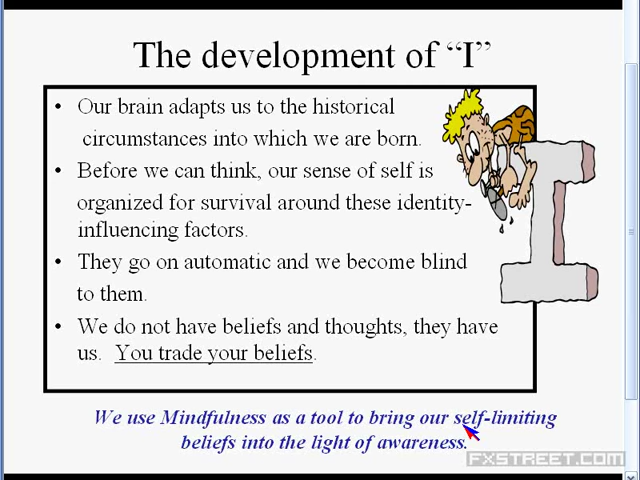 The development of “I”
• Our brain adapts us to the historical
circumstances into which we are born.
• Before we can think, our sense of self is
organized for survival around these identity-
influencing factors.
• They go on automatic and we become blind
to them.
• We do not have beliefs and thoughts, they have
us. You trade your beliefs.
We use Mindfulness as a tool to bring our self-limiting
beliefs into the light of awareness.
FXSTREET.COM